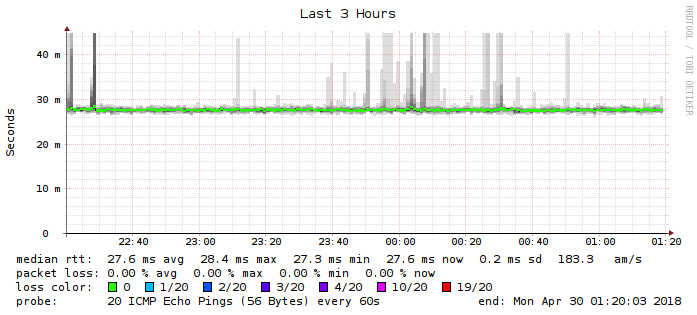 Last 3 Hours
RRDTOOL / TOBI OETIKER
Seconds
40 m
30 m
20 m
10 m
0
22:40 23:00 23:20 23:40 00:00 00:20 00:40 01:00 01:20
median rtt: 27.6 ms avg 28.4 ms max 27.3 ms min 27.6 ms now 0.2 ms sd 183.3 am/s
packet loss: 0.00 % avg 0.00 % max 0.00 % min 0.00 % now
loss color: 0 1/20 2/20 3/20 4/20 10/20 19/20
probe: 20 ICMP Echo Pings (56 Bytes) every 60s end: Mon Apr 30 01:20:03 2018